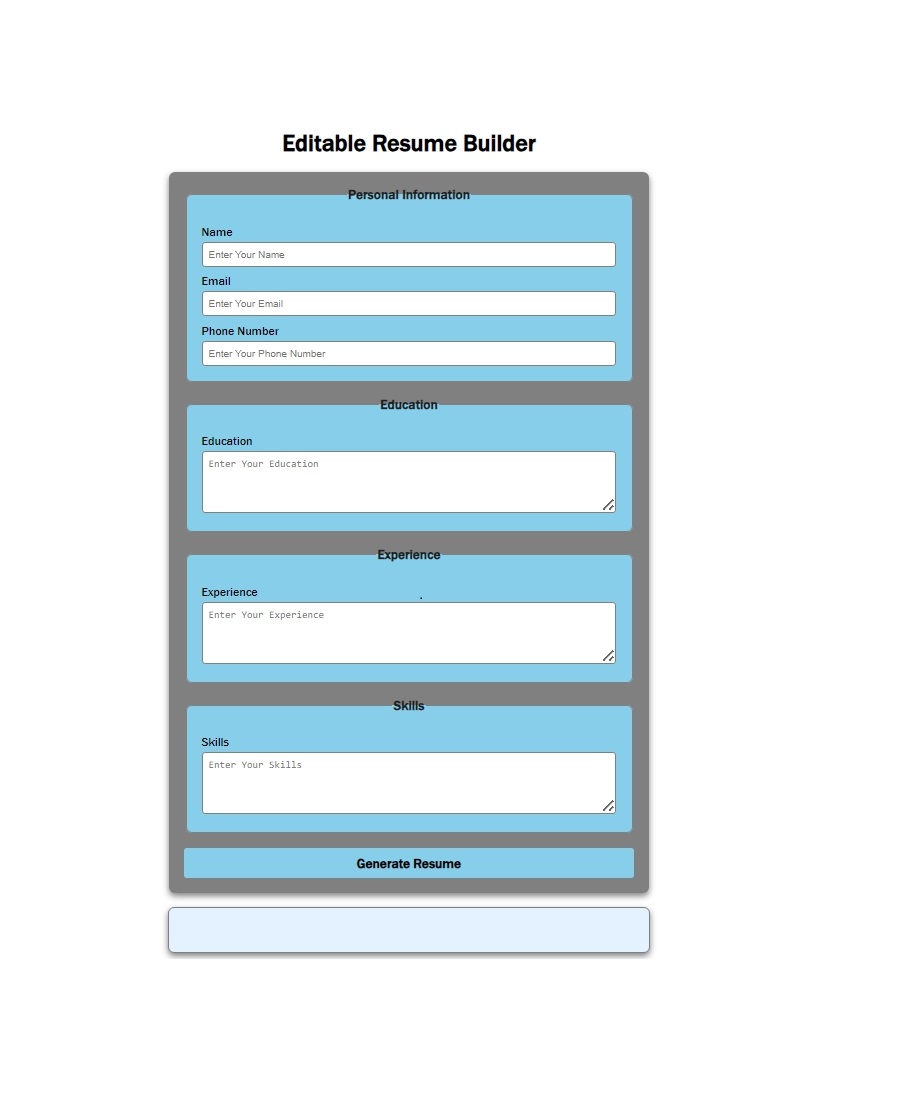 Editable Resume Builder
Personal Information
Name
Enter Your Name
Email
Enter Your Email
Phone Number
Enter Your Phone Number
Education
Education
Enter Your Education
Experience
Experience
Enter Your Experience
Skills
Skills
Enter Your Skills
Generate Resume